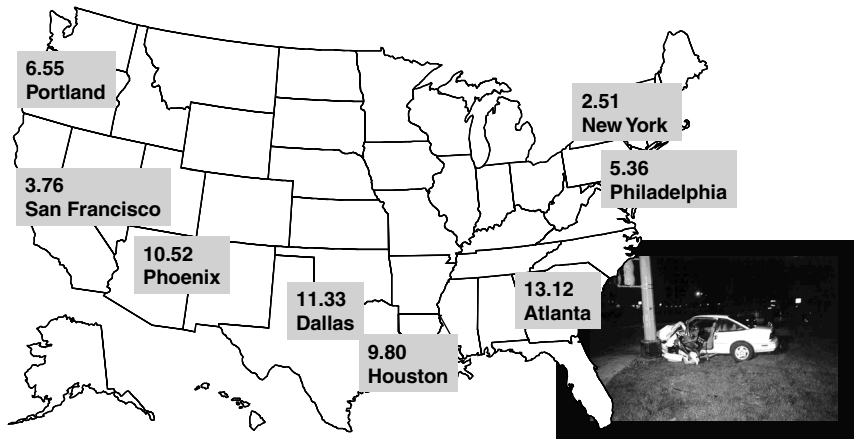 6.55
Portland
2.51
New York
5.36
Philadelphia
3.76
San Francisco
10.52
Phoenix
11.33
Dallas
13.12
Atlanta
9.80
Houston